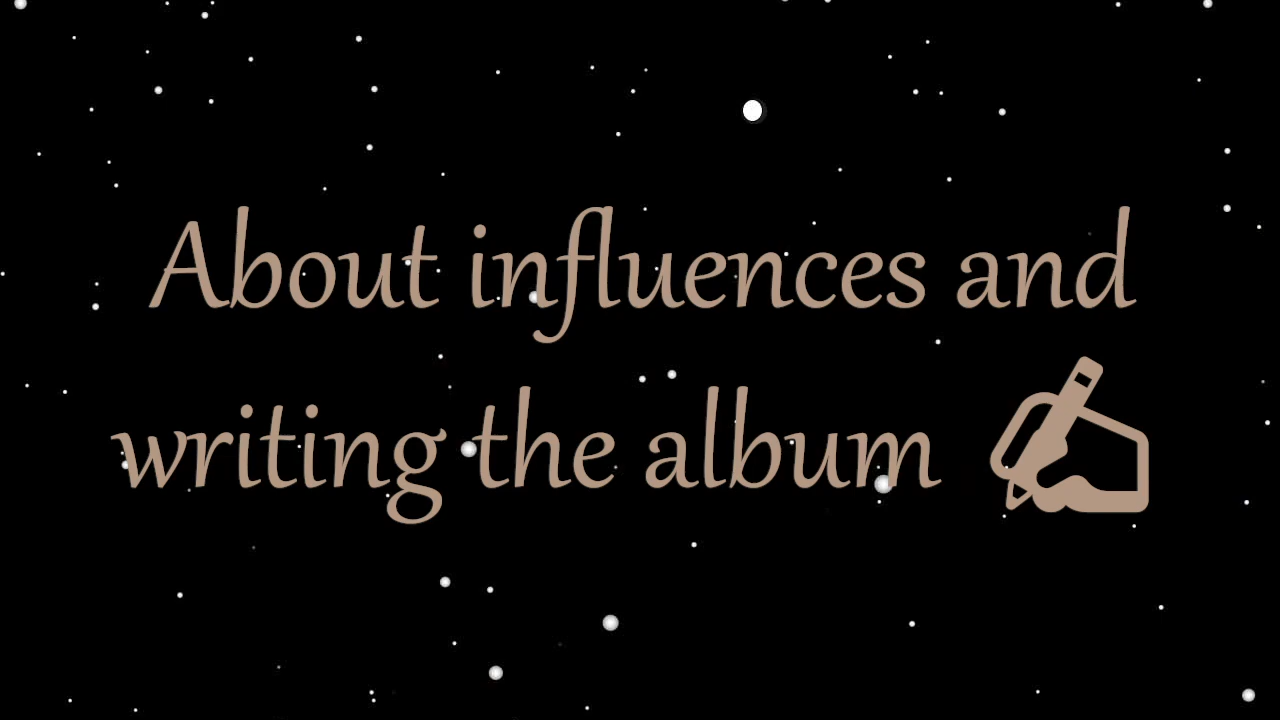 About influences and
writing the album ✍